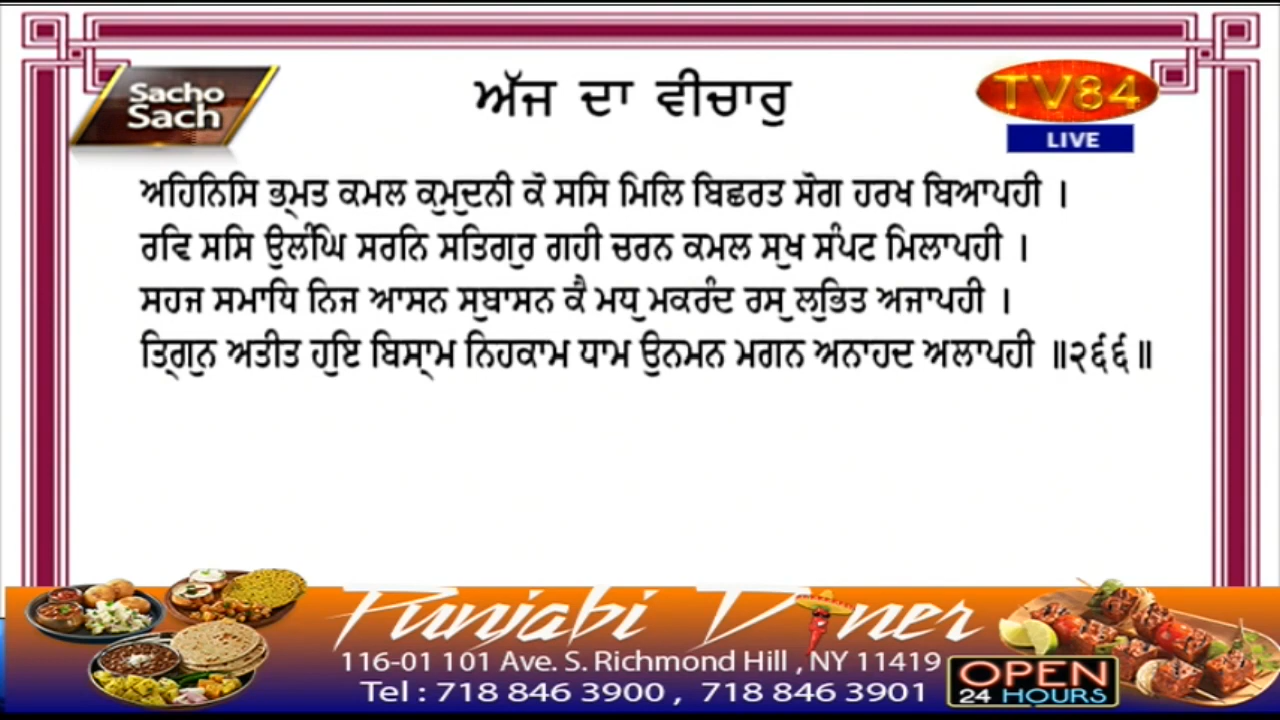 Sacho
Sach
ਅੱਜ ਦਾ ਵੀਚਾਰੁ
TV84
LIVE
ਅਹਿਨਿਸਿ ਭ੍ਰਮਤ ਕਮਲ ਕੁਮੁਦਨੀ ਕੋ ਸਸਿ ਮਿਲਿ ਬਿਛਰਤ ਸੋਗ ਹਰਖ ਬਿਆਪਹੀ ।
ਰਵਿ ਸਸਿ ਉਲੰਘਿ ਸਰਨਿ ਸਤਿਗੁਰ ਗਹੀ ਚਰਨ ਕਮਲ ਸੁਖ ਸੰਪਟ ਮਿਲਾਪਹੀ ।
ਸਹਜ ਸਮਾਧਿ ਨਿਜ ਆਸਨ ਸੁਬਾਸਨ ਕੈ ਮਧੁ ਮਕਰੰਦ ਰਸੁ ਲੁਭਿਤ ਅਜਾਪਹੀ ।
ਤ੍ਰਿਗੁਨ ਅਤੀਤ ਹੁਇ ਬਿਸ੍ਰਾਮ ਨਿਹਕਾਮ ਧਾਮ ਉਨਮਨ ਮਗਨ ਅਨਾਹਦ ਅਲਾਪਹੀ ॥੨੬੬॥
Punjabi Diner
116-01 101 Ave. S. Richmond Hill , NY 11419
Tel : 718 846 3900 , 718 846 3901
OPEN
24 HOURS